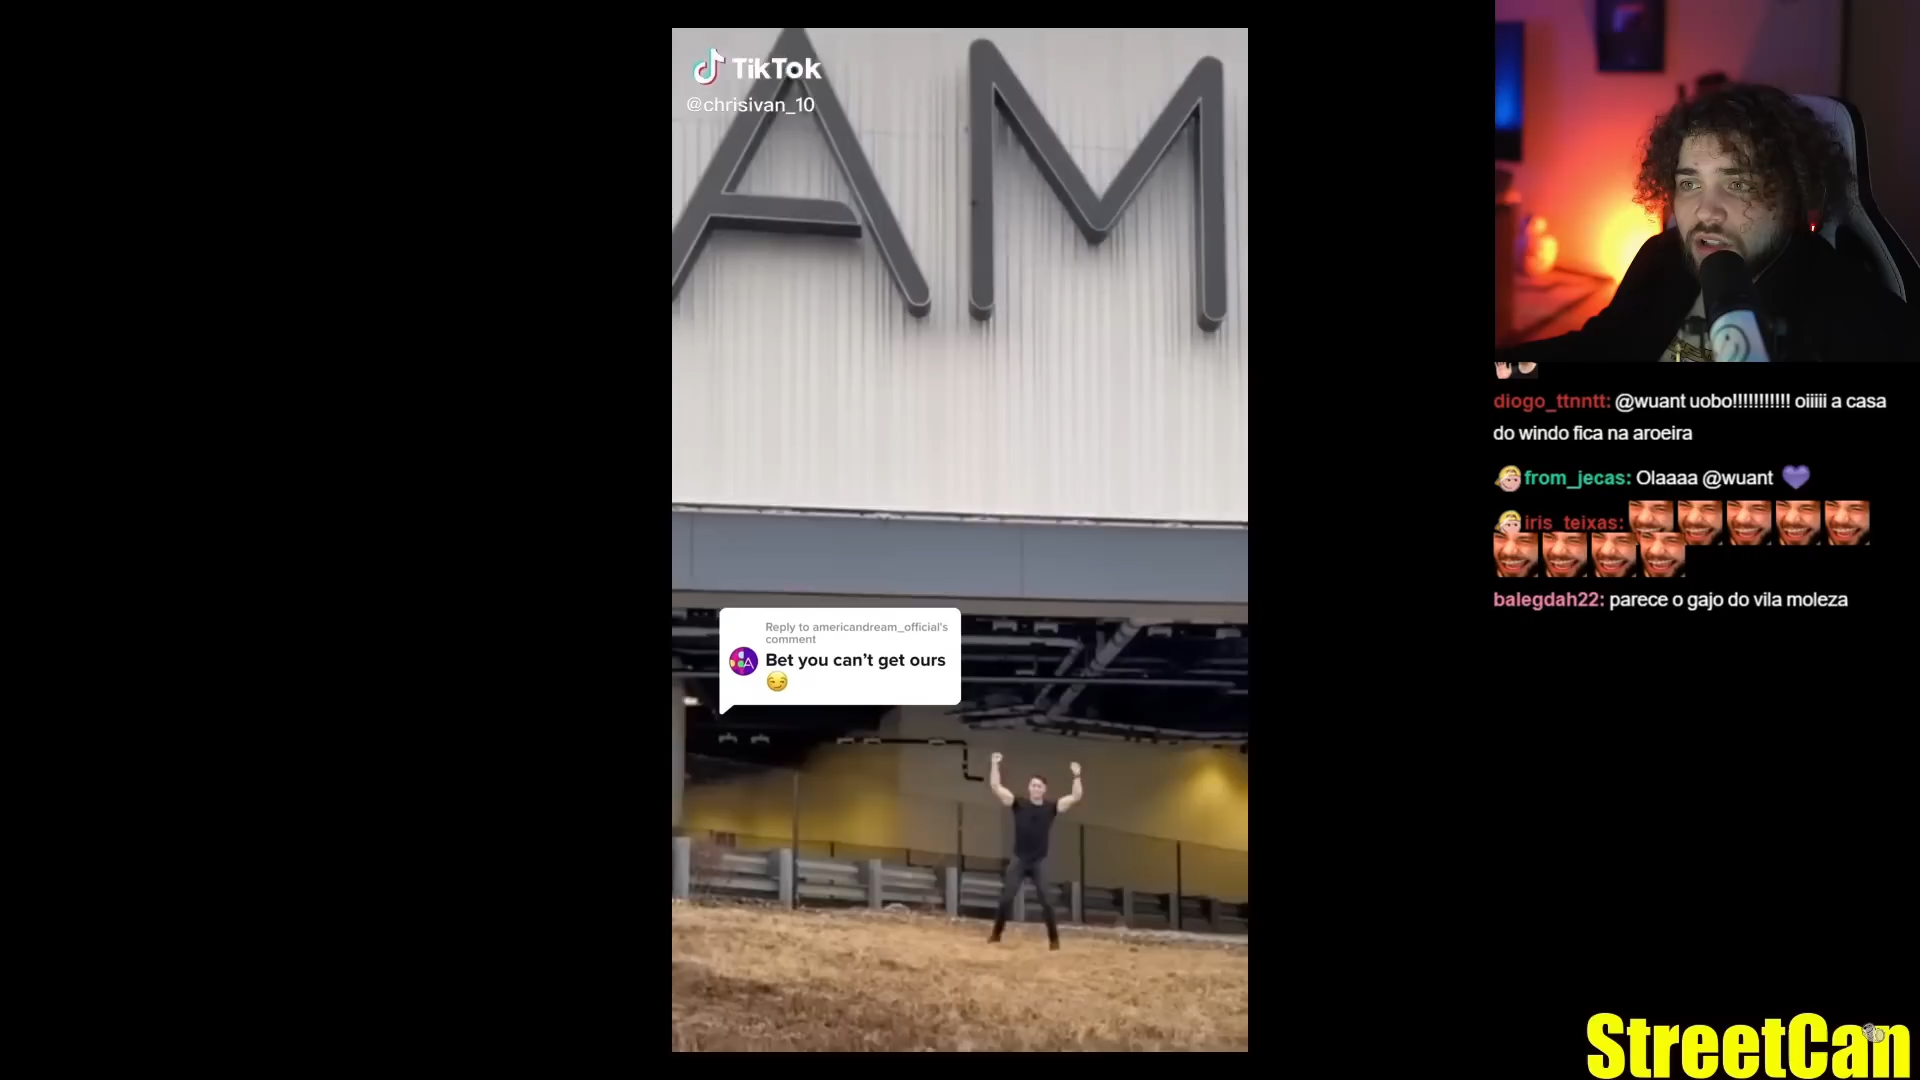 AM
TikTok
@chrisivan_10
Reply to americandream_official's
comment
Bet you can’t get ours
😏
diogo_ttnntt: @wuant uobo!!!!!!!!!!! oiiiii a casa
do windo fica na aroeira
from_jecas: Olaaaa @wuant 💜
iris_teixas:
balegdah22: parece o gajo do vila moleza
StreetCan